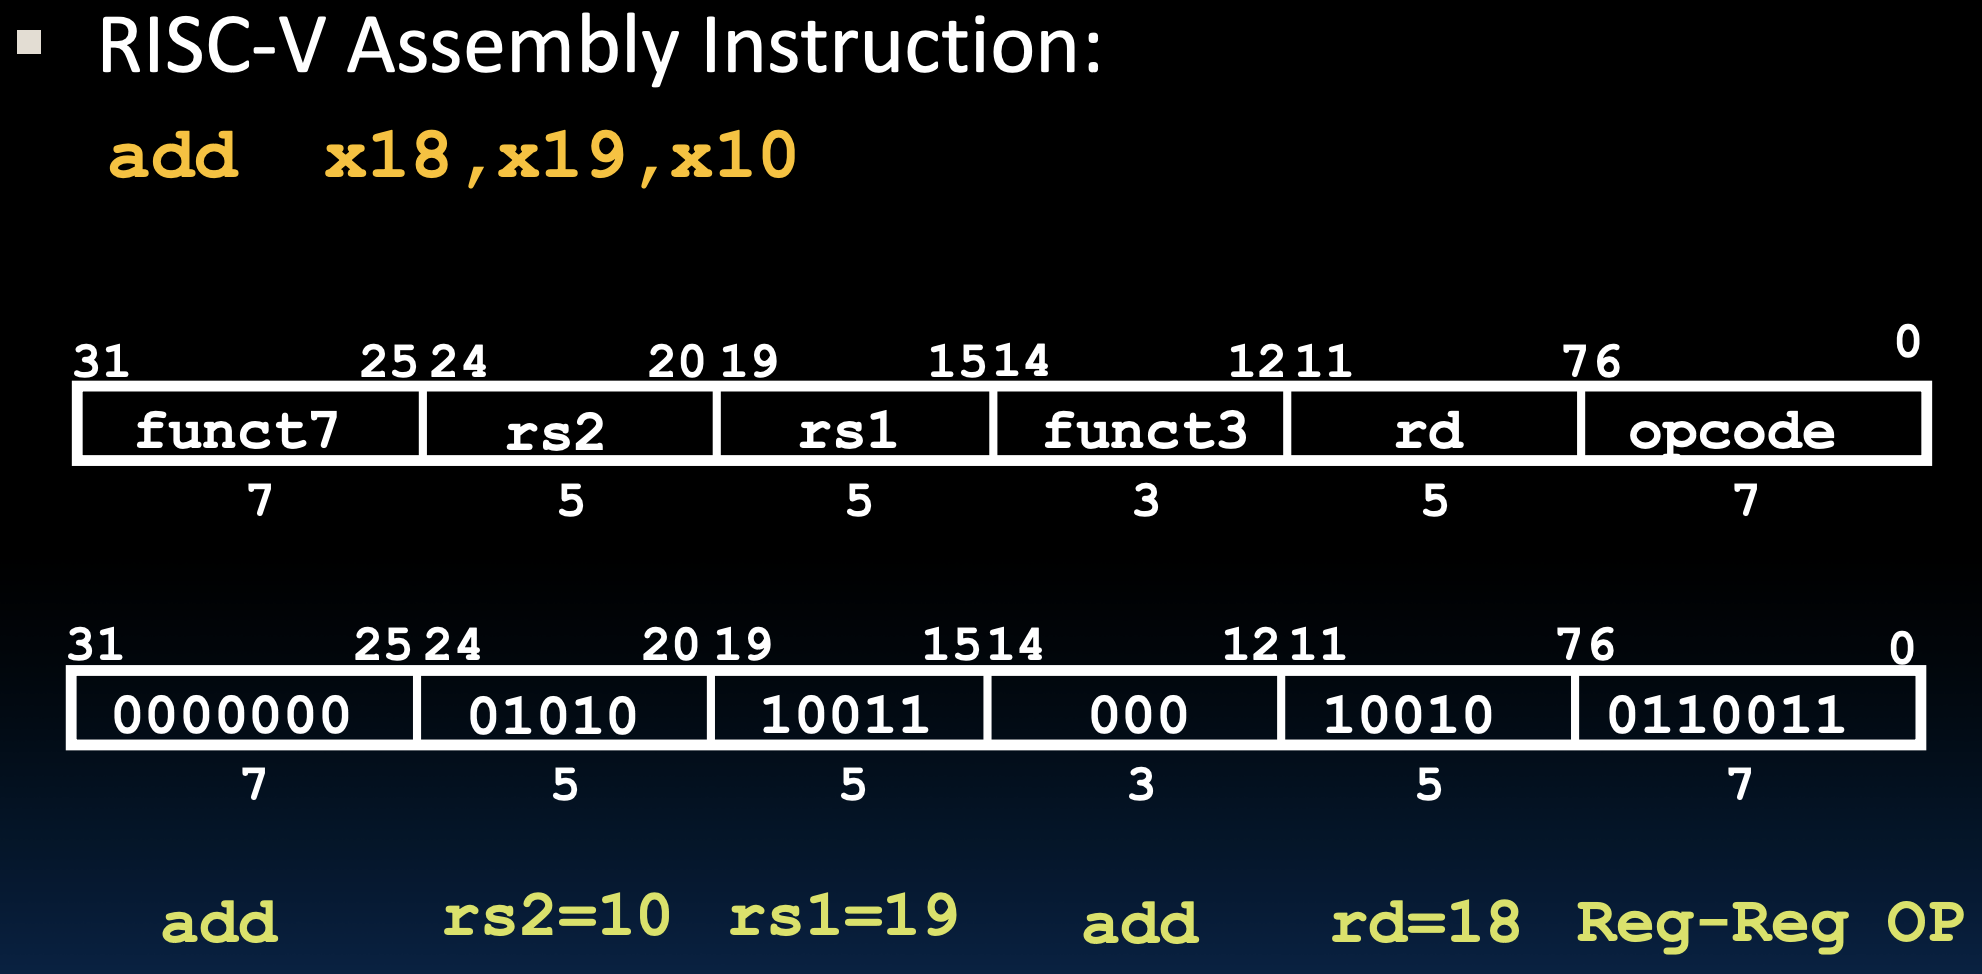 ▪ RISC-V Assembly Instruction:
add x18,x19,x10
31 25 24 20 19 15 14 12 11 7 6 0
funct7 rs2 rs1 funct3 rd opcode
7 5 5 3 5 7
31 25 24 20 19 15 14 12 11 7 6 0
0000000 01010 10011 000 10010 0110011
7 5 5 3 5 7
add rs2=10 rs1=19 add rd=18 Reg-Reg OP